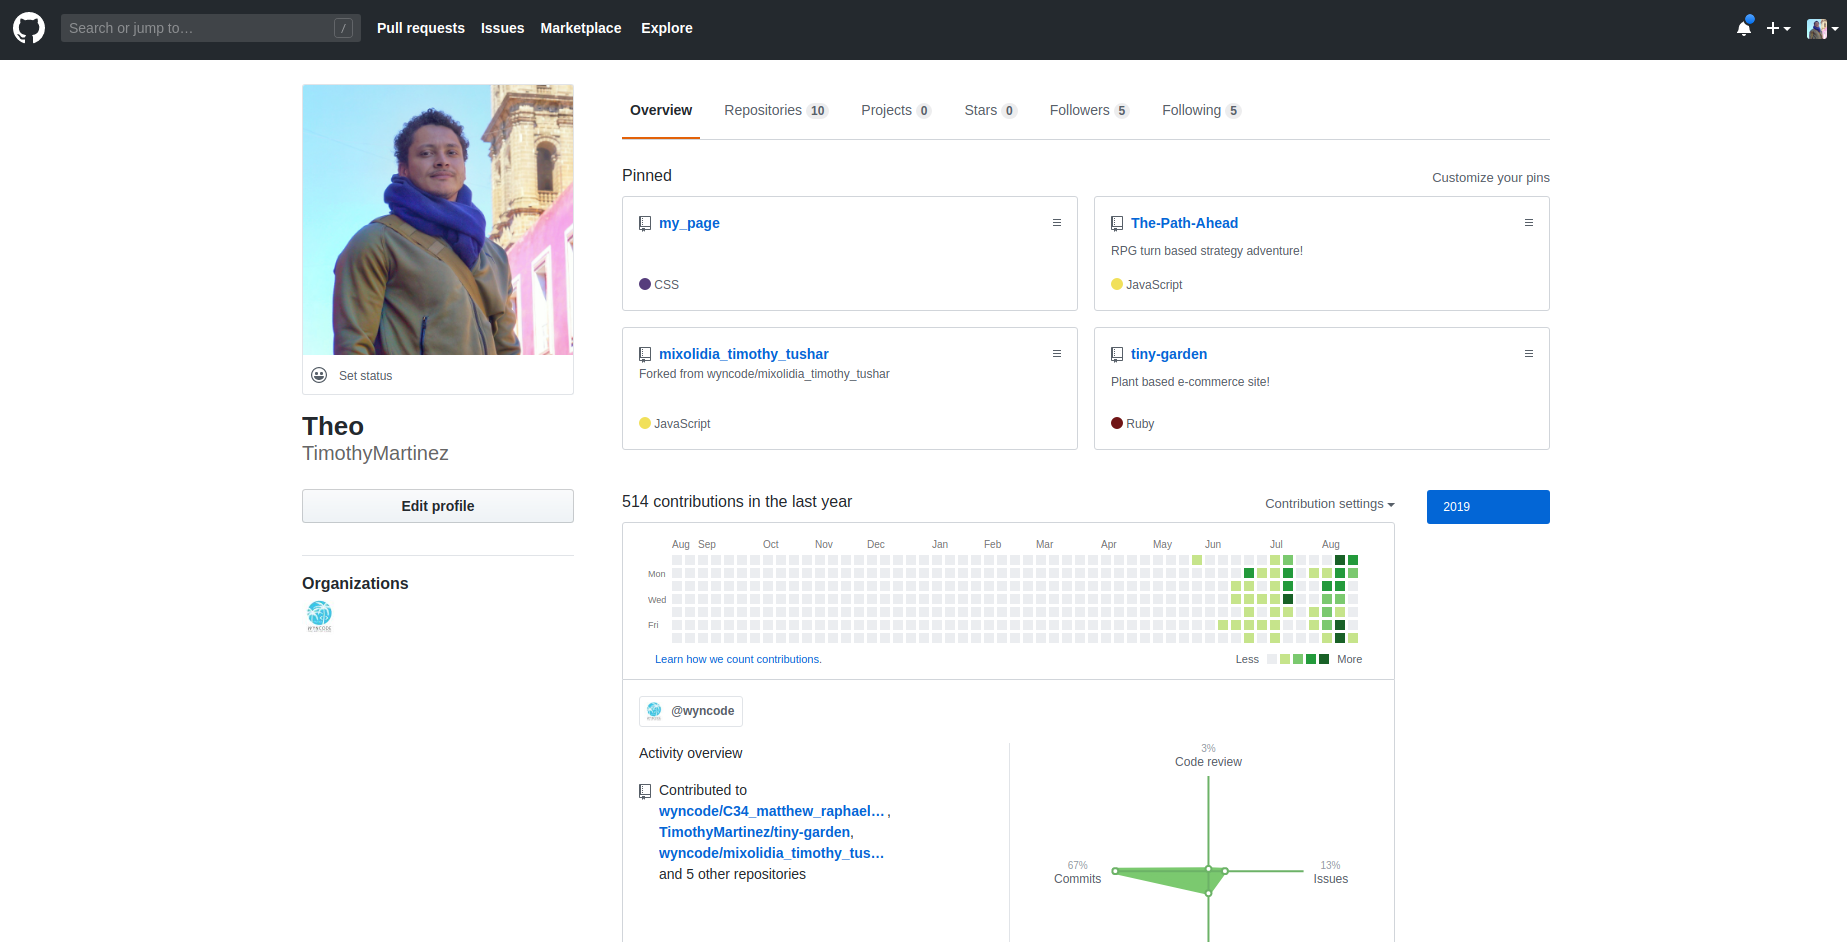 Search or jump to…
/
Pull requests
Issues
Marketplace
Explore
Overview
Repositories 10
Projects 0
Stars 0
Followers 5
Following 5
Pinned
Customize your pins
my_page
CSS
The-Path-Ahead
RPG turn based strategy adventure!
JavaScript
mixolidia_timothy_tushar
Forked from wyncode/mixolidia_timothy_tushar
JavaScript
tiny-garden
Plant based e-commerce site!
Ruby
Set status
Theo
TimothyMartinez
Edit profile
Organizations
WYNCODE
514 contributions in the last year
Contribution settings
2019
Aug Sep Oct Nov Dec Jan Feb Mar Apr May Jun Jul Aug
Mon
Wed
Fri
Learn how we count contributions.
Less
More
@wyncode
Activity overview
Contributed to
wyncode/C34_matthew_raphael… ,
TimothyMartinez/tiny-garden,
wyncode/mixolidia_timothy_tus…
and 5 other repositories
3%
Code review
67%
Commits
13%
Issues